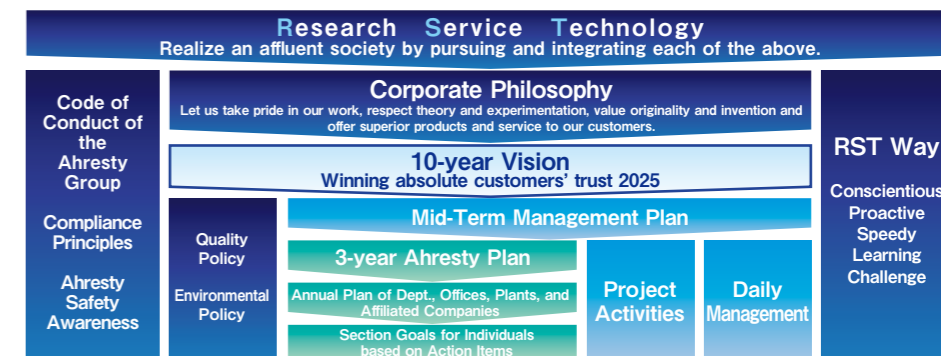 Research Service Technology
Realize an affluent society by pursuing and integrating each of the above.
Code of
Conduct of
the
Ahresty
Group
Compliance
Principles
Ahresty
Safety
Awareness
Corporate Philosophy
Let us take pride in our work, respect theory and experimentation, value originality and invention and
offer superior products and service to our customers.
10-year Vision
Winning absolute customers' trust 2025
Quality
Policy
Environmental
Policy
Mid-Term Management Plan
3-year Ahresty Plan
Annual Plan of Dept., Offices, Plants, and
Affiliated Companies
Section Goals for Individuals
based on Action Items
Project
Activities
Daily
Management
RST Way
Conscientious
Proactive
Speedy
Learning
Challenge